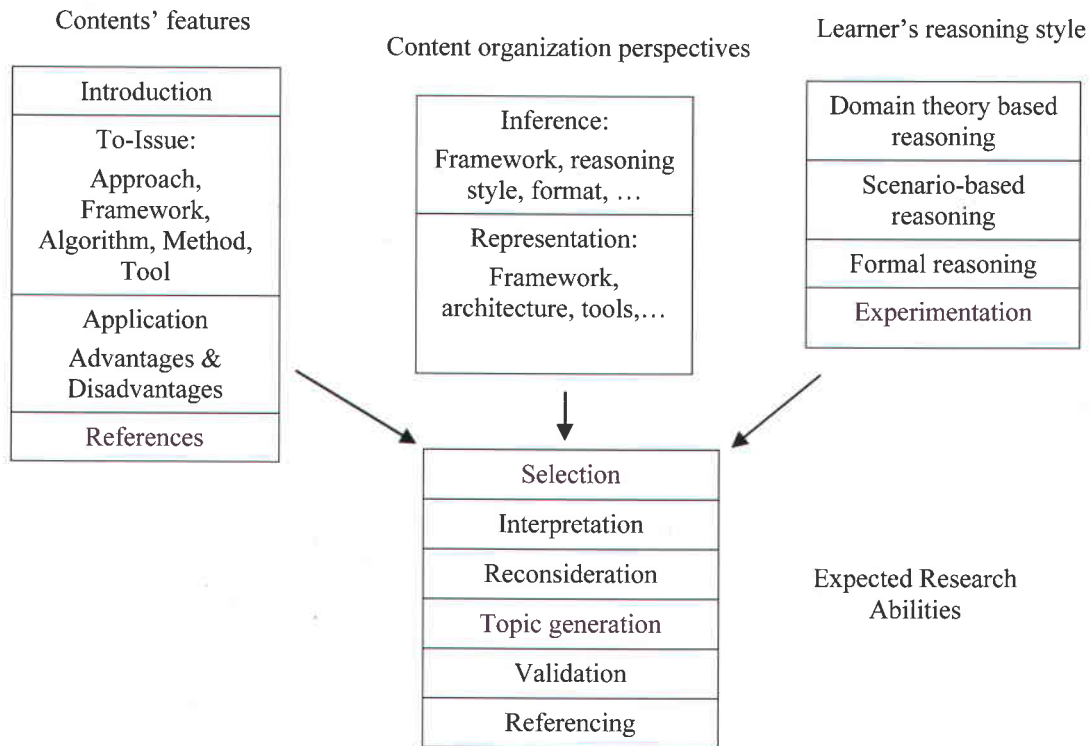 Contents' features
Introduction
To-Issue:
Approach,
Framework,
Algorithm, Method,
Tool
Application
Advantages &
Disadvantages
References
Content organization perspectives
Inference:
Framework, reasoning
style, format, …
Representation:
Framework,
architecture, tools,…
Learner's reasoning style
Domain theory based
reasoning
Scenario-based
reasoning
Formal reasoning
Experimentation
Selection
Interpretation
Reconsideration
Topic generation
Validation
Referencing
Expected Research
Abilities